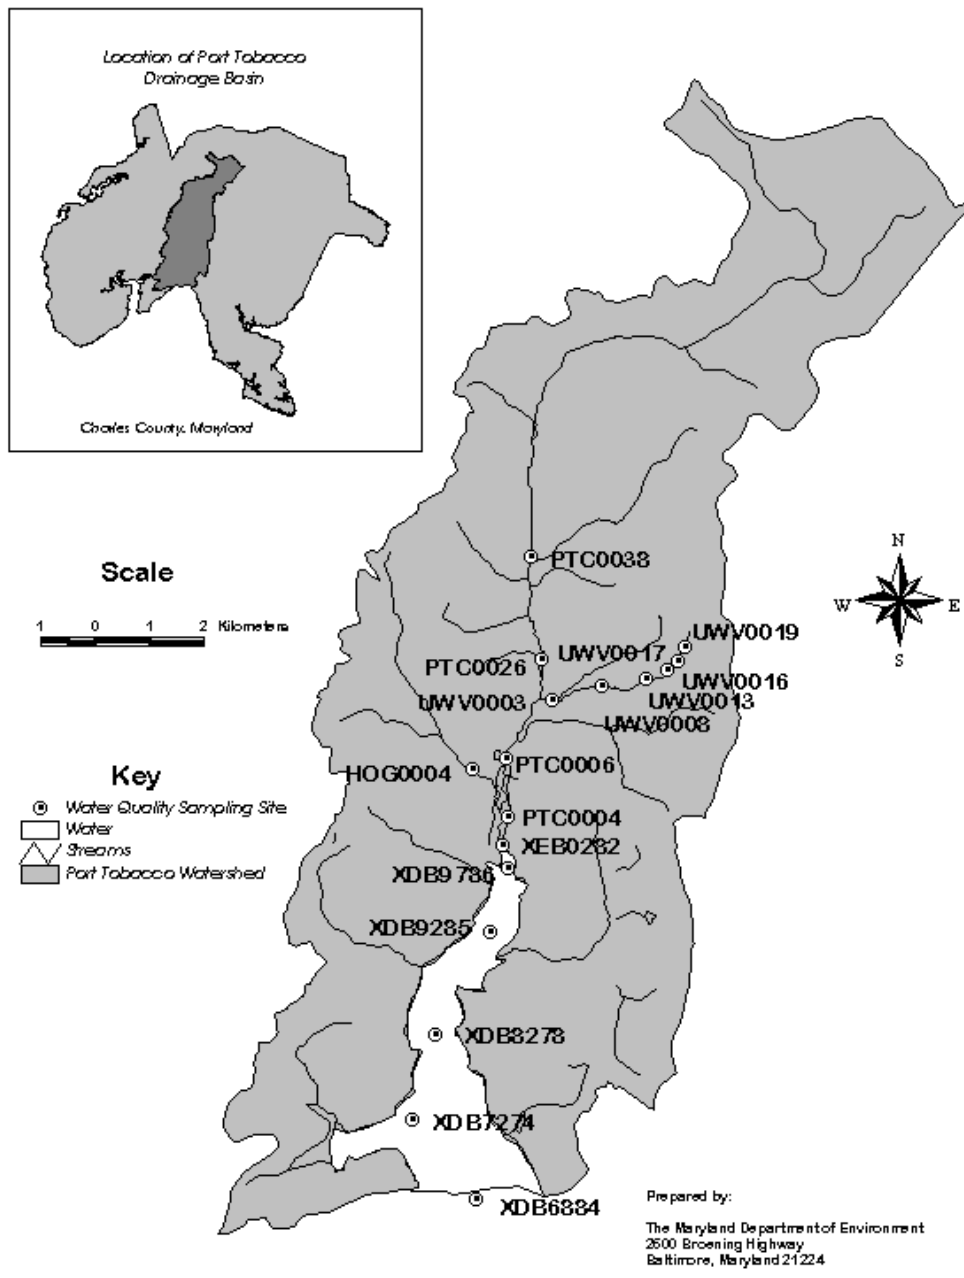 Location of Port Tobacco
Drainage Basin
Charles County, Maryland
Scale
1 0 1 2 Kilometers
N
W E
S
PTC0038
UWV0019
UWV0017
PTC0026
UWV0016
UWV0003
UWV0013
UWV0008
PTC0006
HOG0004
Key
Water Quality Sampling Site
Water
Streams
Port Tobacco Watershed
PTC0004
XEB0232
XDB9786
XDB9285
XDB8278
XDB7274
XDB6884
Prepared by:
The Maryland Department of Environment
2500 Broening Highway
Baltimore, Maryland 21224